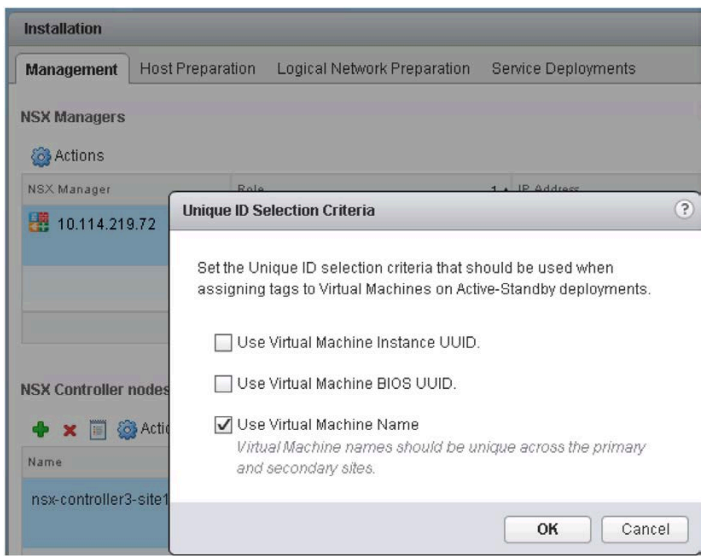 Installation
Management Host Preparation Logical Network Preparation Service Deployments
NSX Managers
Actions
NSX Manager Role 1 IP Address
10.114.219.72
Unique ID Selection Criteria ?
Set the Unique ID selection criteria that should be used when
assigning tags to Virtual Machines on Active-Standby deployments.
Use Virtual Machine Instance UUID.
Use Virtual Machine BIOS UUID.
Use Virtual Machine Name
Virtual Machine names should be unique across the primary
and secondary sites.
NSX Controller nodes
Actio
Name
nsx-controller3-site1
OK Cancel